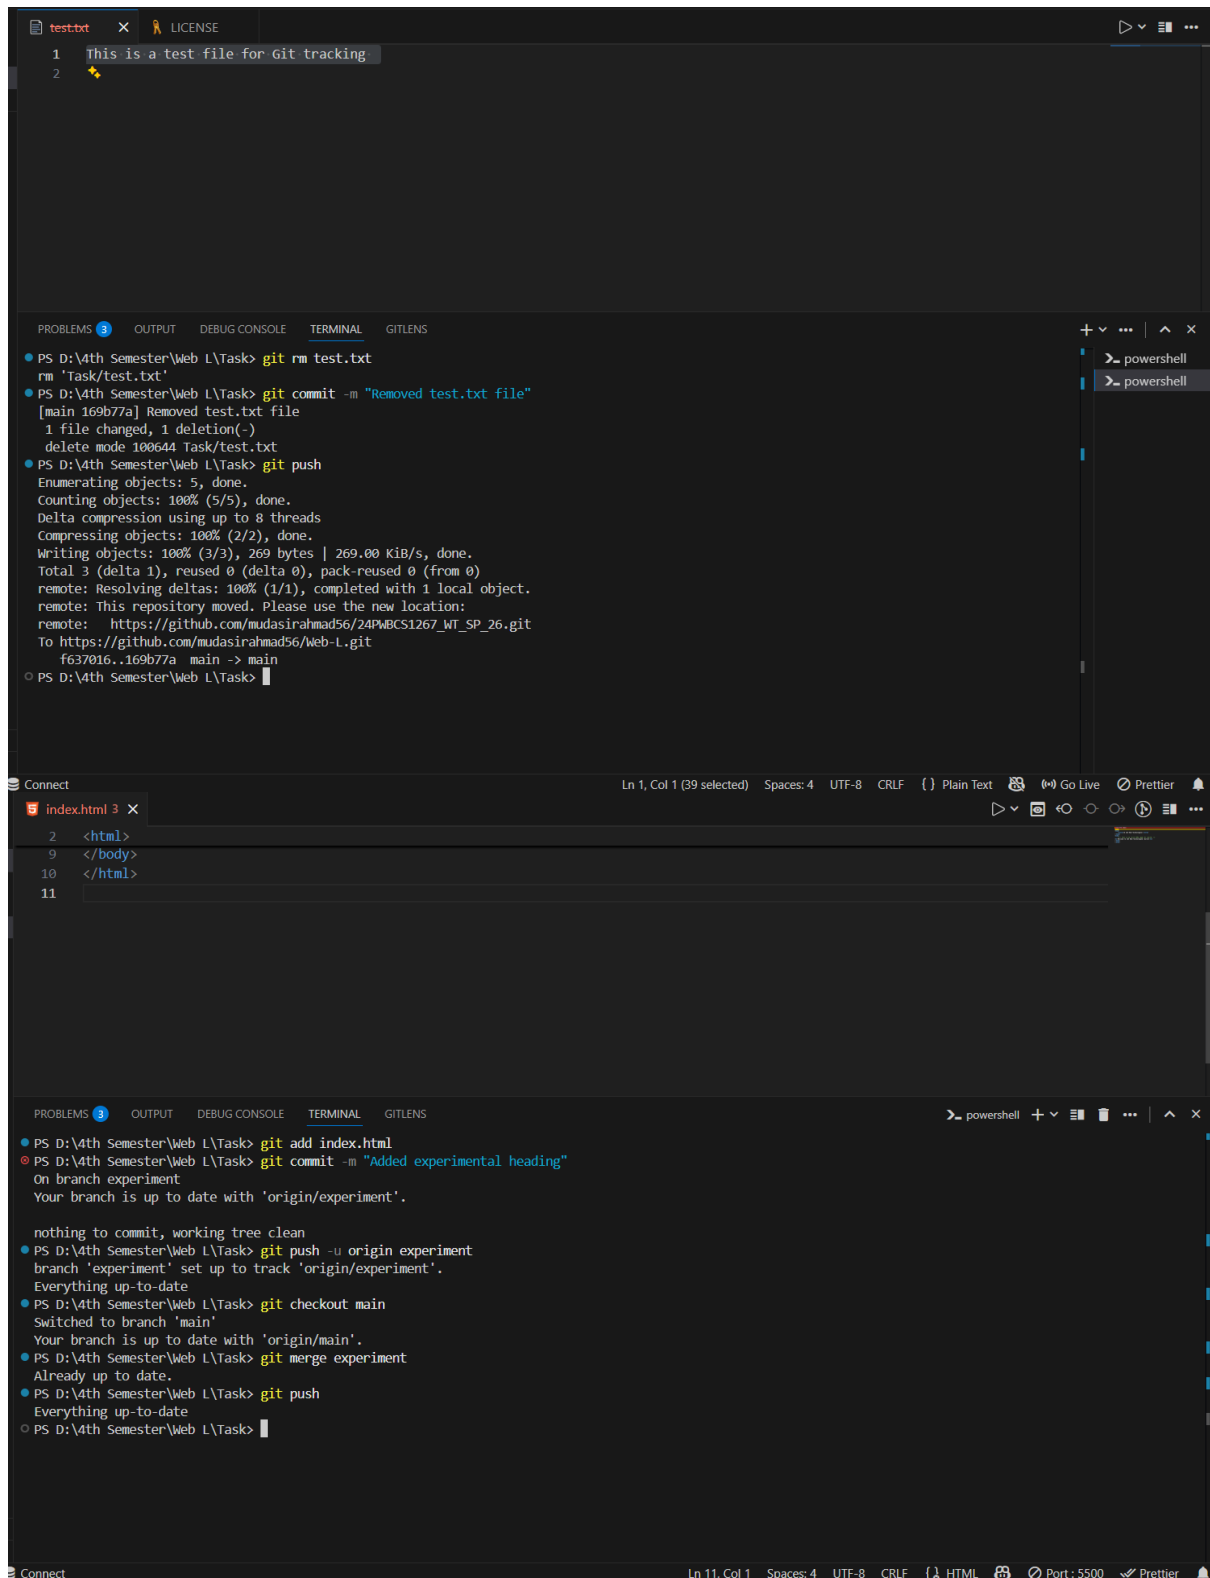 test.txt LICENSE
1 This is a test file for Git tracking
2
PROBLEMS 3 OUTPUT DEBUG CONSOLE TERMINAL GITLENS
PS D:\4th Semester\Web L\Task> git rm test.txt
rm 'Task/test.txt'
PS D:\4th Semester\Web L\Task> git commit -m "Removed test.txt file"
[main 169b77a] Removed test.txt file
1 file changed, 1 deletion(-)
delete mode 100644 Task/test.txt
PS D:\4th Semester\Web L\Task> git push
Enumerating objects: 5, done.
Counting objects: 100% (5/5), done.
Delta compression using up to 8 threads
Compressing objects: 100% (2/2), done.
Writing objects: 100% (3/3), 269 bytes | 269.00 KiB/s, done.
Total 3 (delta 1), reused 0 (delta 0), pack-reused 0 (from 0)
remote: Resolving deltas: 100% (1/1), completed with 1 local object.
remote: This repository moved. Please use the new location:
remote:   https://github.com/mudasirahmad56/24PWBCS1267_WT_SP_26.git
To https://github.com/mudasirahmad56/Web-L.git
f637016..169b77a  main -> main
PS D:\4th Semester\Web L\Task>
powershell
powershell
Connect Ln 1, Col 1 (39 selected) Spaces: 4 UTF-8 CRLF { } Plain Text Go Live Prettier
index.html 3
2 <html>
9 </body>
10 </html>
11
PROBLEMS 3 OUTPUT DEBUG CONSOLE TERMINAL GITLENS powershell
PS D:\4th Semester\Web L\Task> git add index.html
PS D:\4th Semester\Web L\Task> git commit -m "Added experimental heading"
On branch experiment
Your branch is up to date with 'origin/experiment'.
nothing to commit, working tree clean
PS D:\4th Semester\Web L\Task> git push -u origin experiment
branch 'experiment' set up to track 'origin/experiment'.
Everything up-to-date
PS D:\4th Semester\Web L\Task> git checkout main
Switched to branch 'main'
Your branch is up to date with 'origin/main'.
PS D:\4th Semester\Web L\Task> git merge experiment
Already up to date.
PS D:\4th Semester\Web L\Task> git push
Everything up-to-date
PS D:\4th Semester\Web L\Task>
Connect Ln 11, Col 1 Spaces: 4 UTF-8 CRLF { } HTML Port : 5500 Prettier